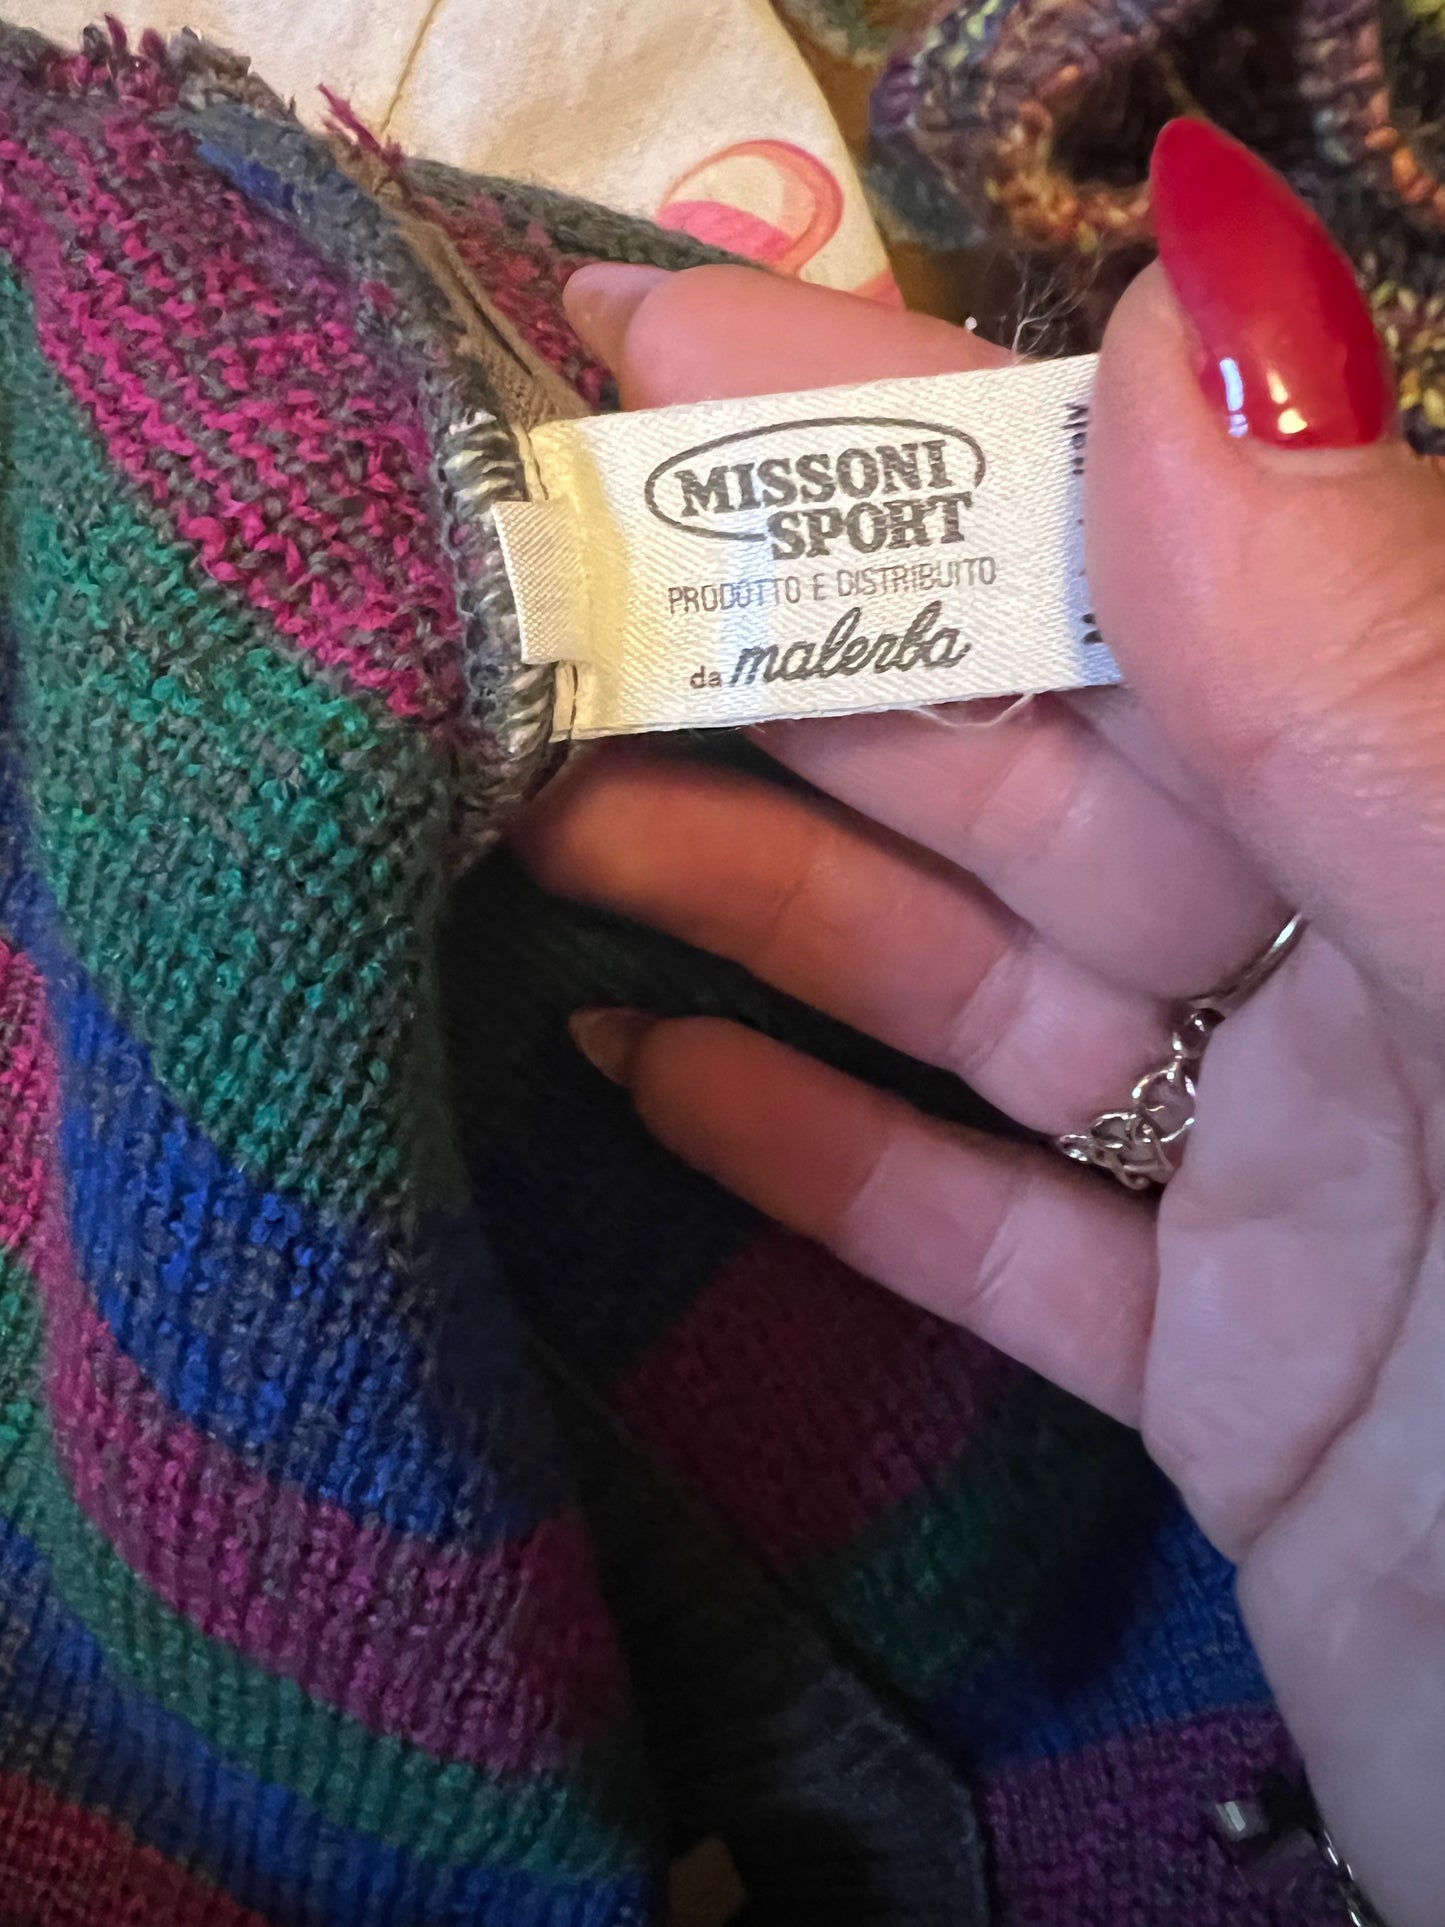 MISSONI
SPORT
PRODOTTO E DISTRIBUITO
da malerba